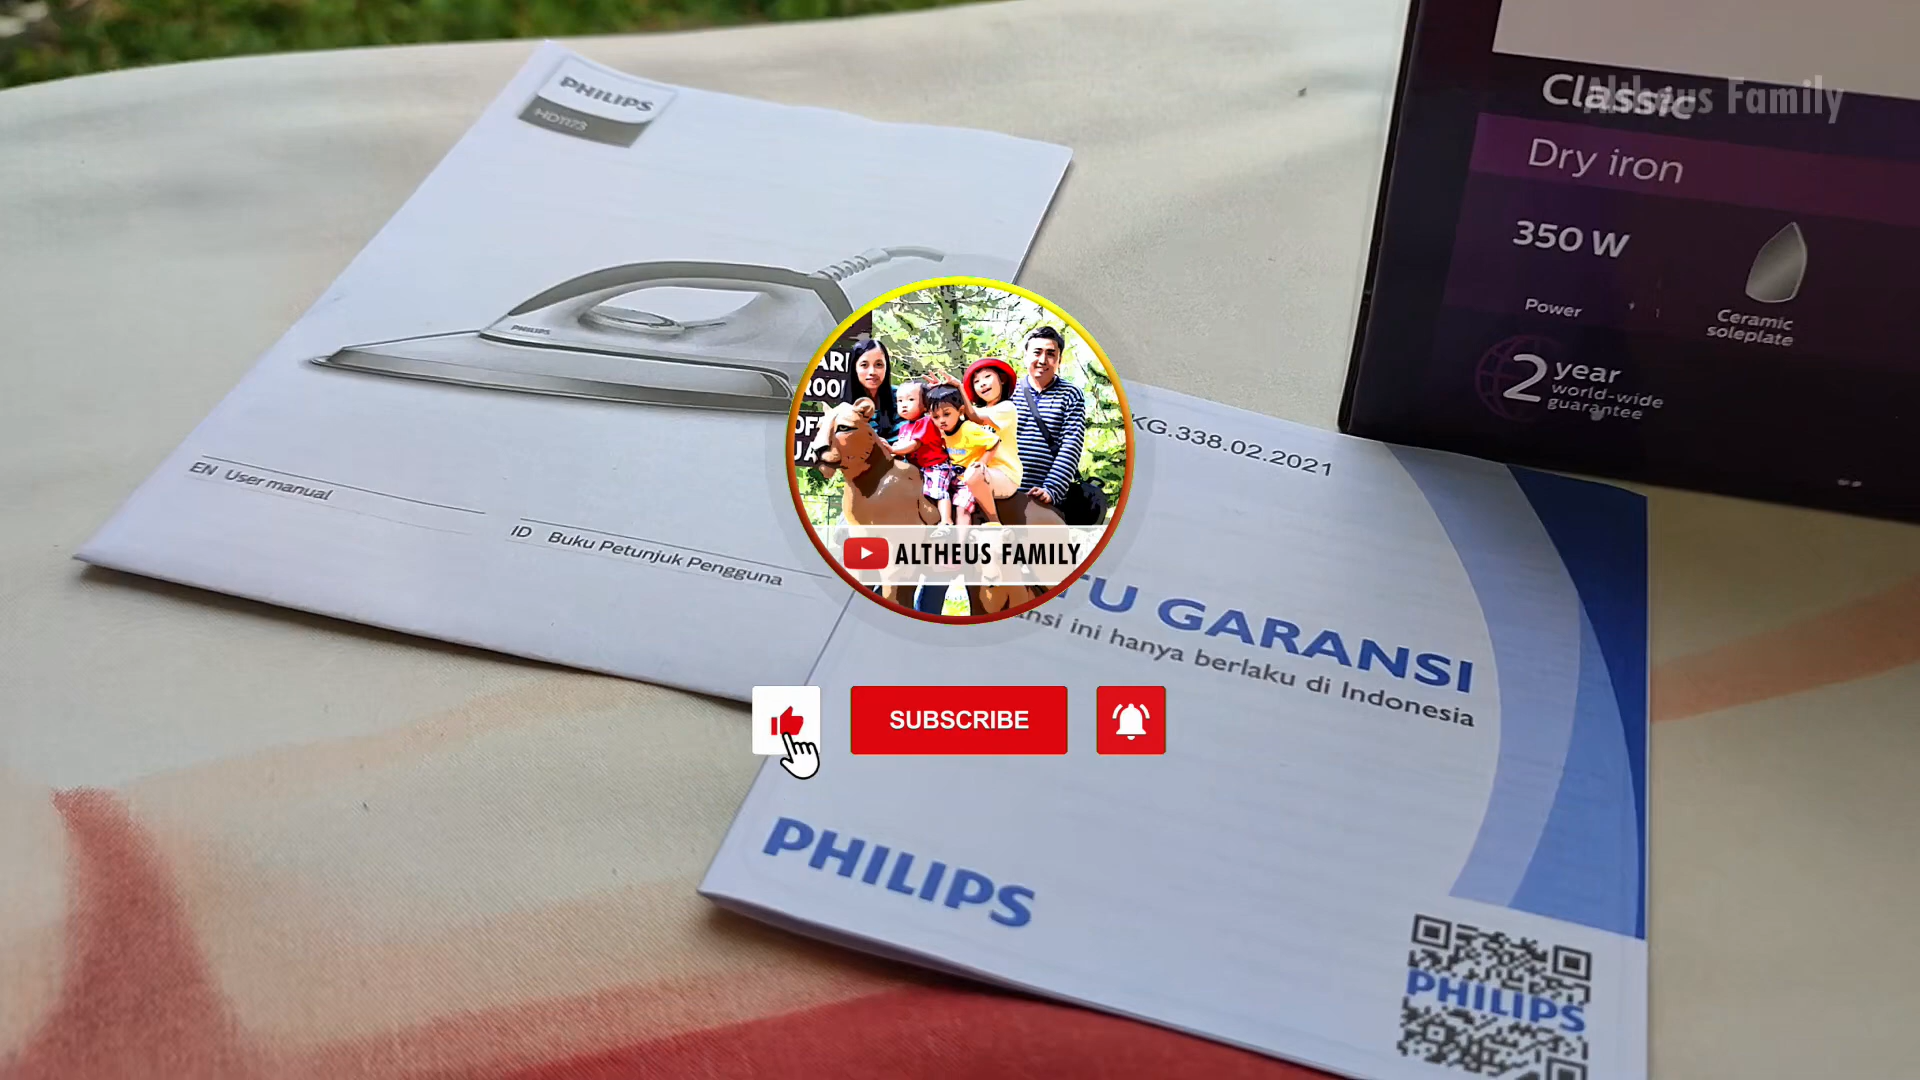 PHILIPS
HD1173
PHILIPS
EN User manual
ID Buku Petunjuk Pengguna
Classic
Altheus Family
Dry iron
350 W
Power
Ceramic
soleplate
2 year
world-wide
guarantee
KG.338.02.2021
TU GARANSI
ansi ini hanya berlaku di Indonesia
PHILIPS
PHILIPS
ALTHEUS FAMILY
SUBSCRIBE